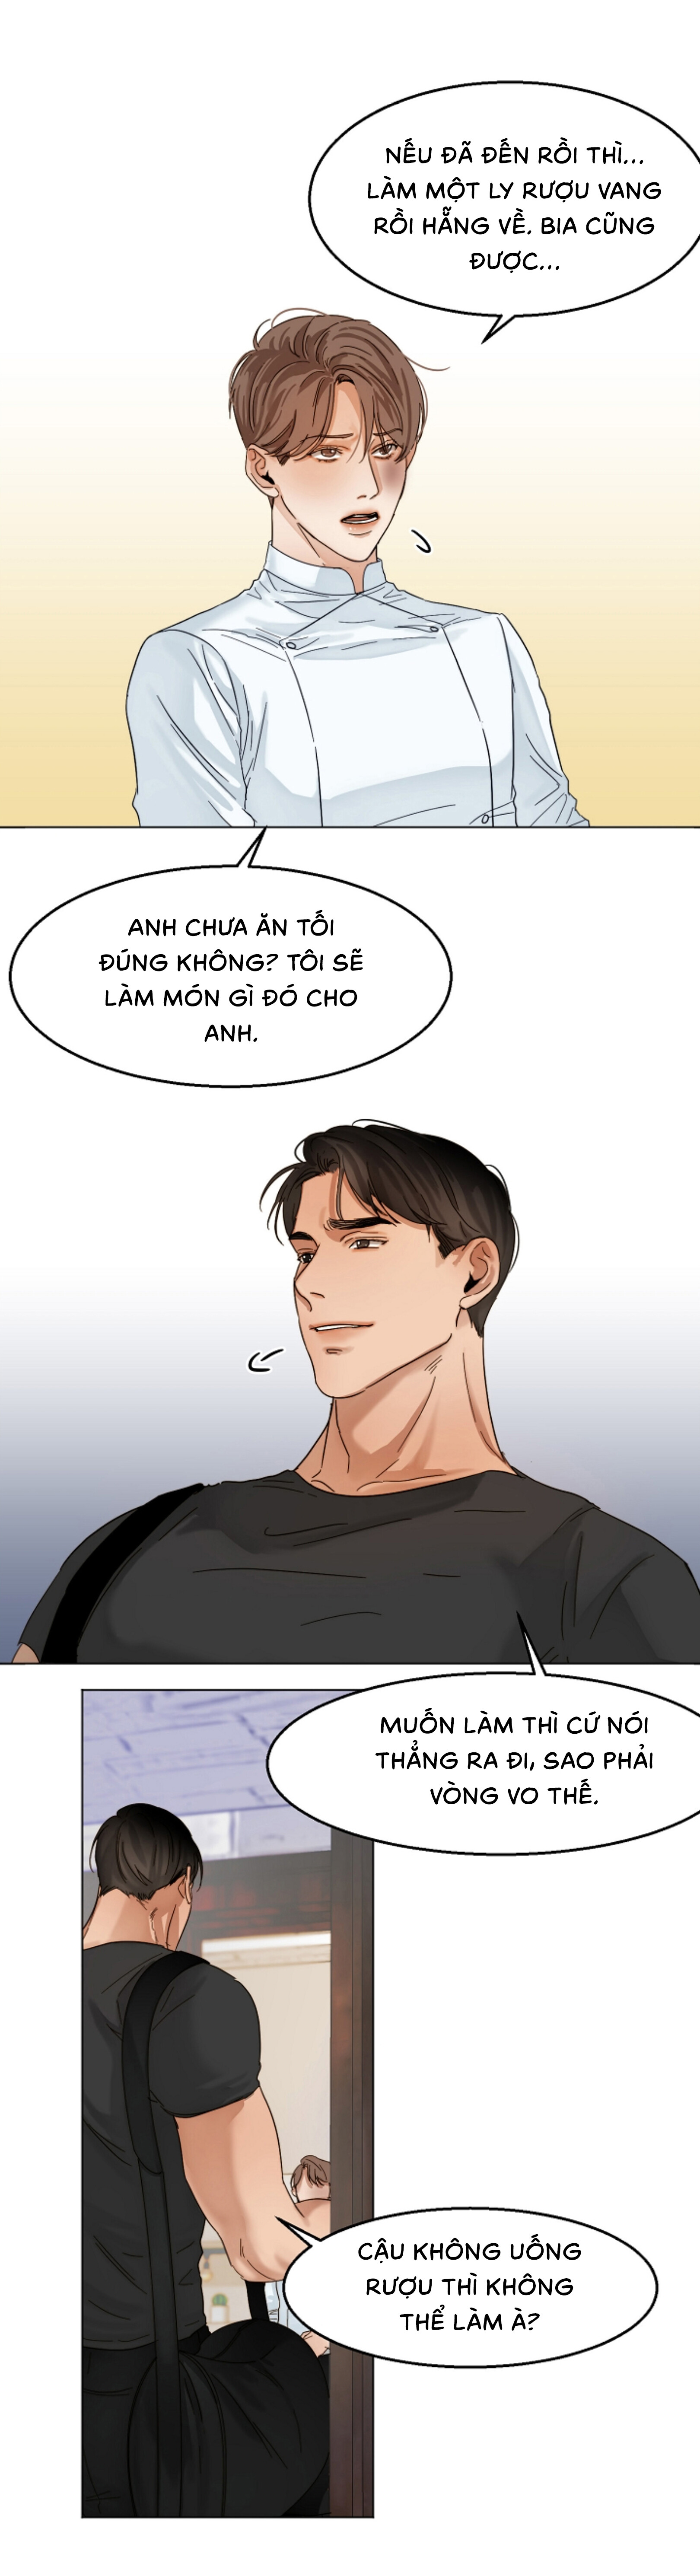 NẾU ĐÃ ĐẾN RỒI THÌ...
LÀM MỘT LY RƯỢU VANG
RỒI HẴNG VỀ. BIA CŨNG
ĐƯỢC...
ANH CHƯA ĂN TỐI
ĐÚNG KHÔNG? TÔI SẼ
LÀM MÓN GÌ ĐÓ CHO
ANH.
MUỐN LÀM THÌ CỨ NÓI
THẲNG RA ĐI, SAO PHẢI
VÒNG VO THẾ.
CẬU KHÔNG UỐNG
RƯỢU THÌ KHÔNG
THỂ LÀM À?